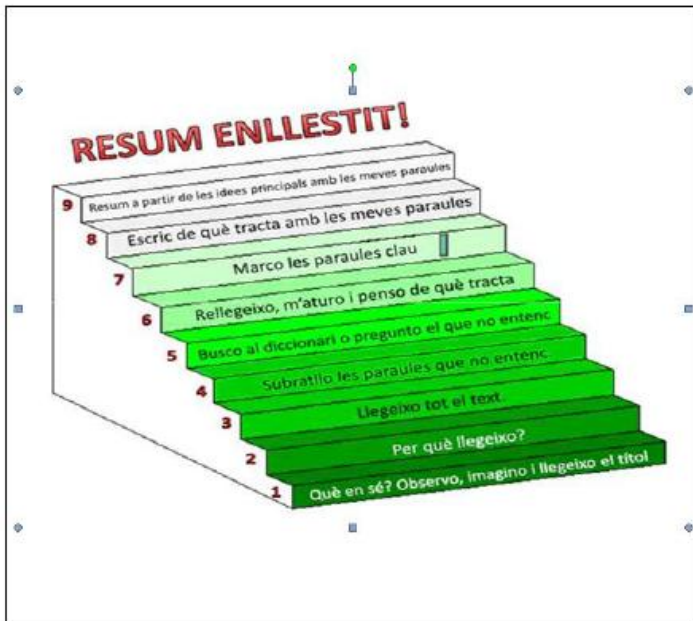 RESUM ENLLESTIT!
9 Resum a partir de les idees principals amb les meves paraules
8 Escric de què tracta amb les meves paraules
7 Marco les paraules clau
6 Rellegeixo, m'aturo i penso de què tracta
5 Busco al diccionari o pregunto el que no entenc
4 Subratllo les paraules que no entenc.
3 Llegeixo tot el text.
2 Per què llegeixo?
1 Què en sé? Observo, imagino i llegeixo el títol